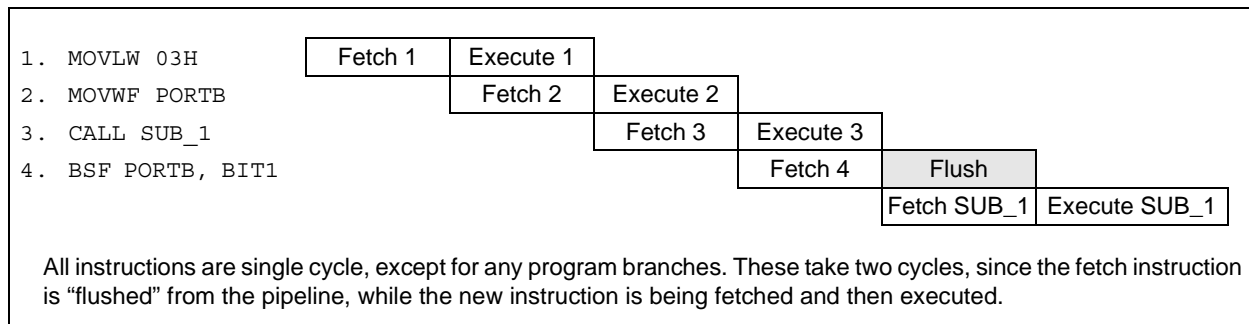 1. MOVLW 03H Fetch 1 Execute 1
2. MOVWF PORTB Fetch 2 Execute 2
3. CALL SUB_1 Fetch 3 Execute 3
4. BSF PORTB, BIT1 Fetch 4 Flush
Fetch SUB_1 Execute SUB_1
All instructions are single cycle, except for any program branches. These take two cycles, since the fetch instruction
is “flushed” from the pipeline, while the new instruction is being fetched and then executed.